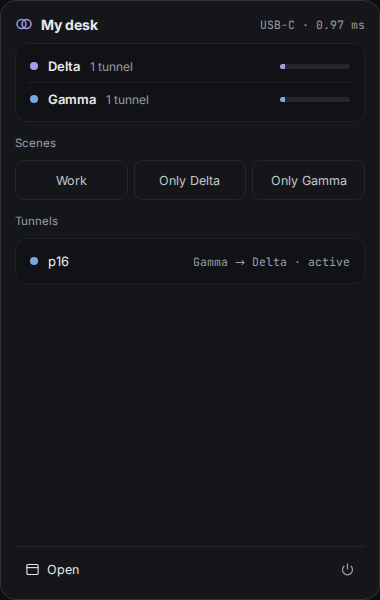 My desk USB-C · 0.97 ms
Delta 1 tunnel
Gamma 1 tunnel
Scenes
Work Only Delta Only Gamma
Tunnels
p16 Gamma → Delta · active
Open